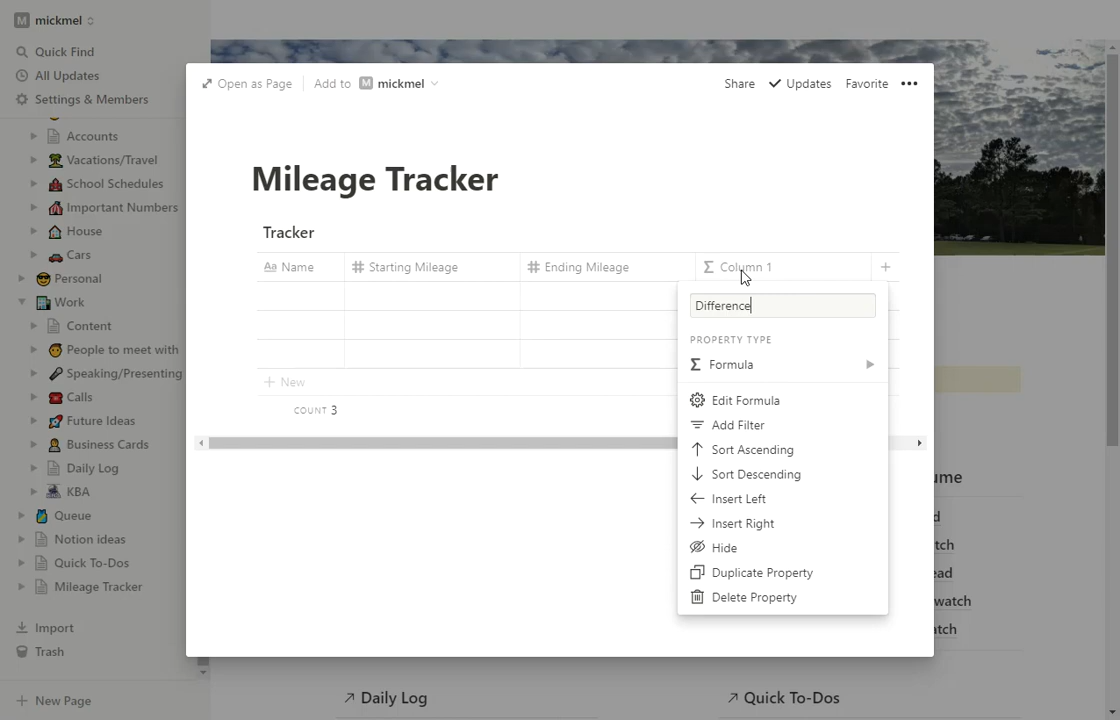 mickmel
Quick Find
All Updates
Settings & Members
Accounts
Vacations/Travel
School Schedules
Important Numbers
House
Cars
Personal
Work
Content
People to meet with
Speaking/Presenting
Calls
Future Ideas
Business Cards
Daily Log
KBA
Queue
Notion ideas
Quick To-Dos
Mileage Tracker
Import
Trash
New Page
Open as Page
Add to M mickmel
Share
Updates
Favorite
Mileage Tracker
Tracker
Aa Name
# Starting Mileage
# Ending Mileage
Σ Column 1
+
+ New
COUNT 3
Difference
PROPERTY TYPE
Σ Formula
Edit Formula
Add Filter
Sort Ascending
Sort Descending
Insert Left
Insert Right
Hide
Duplicate Property
Delete Property
Daily Log
Quick To-Dos